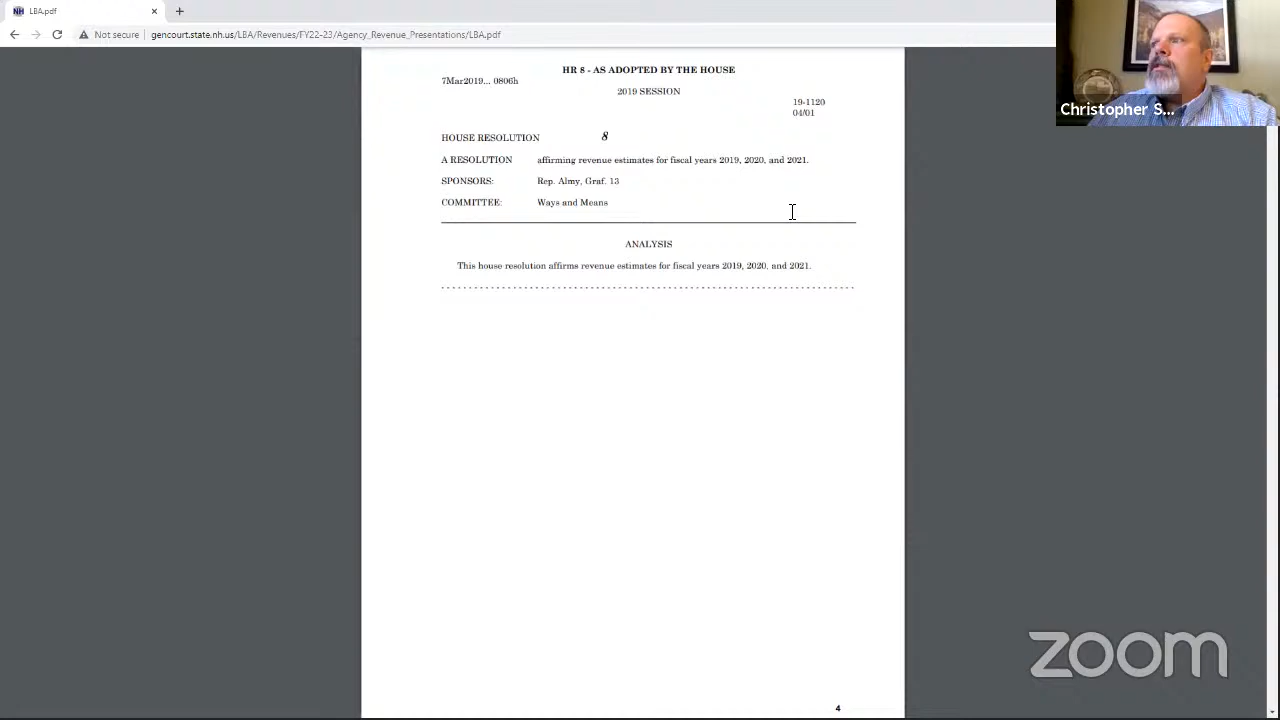 NH LBA.pdf × +
Not secure | gencourt.state.nh.us/LBA/Revenues/FY22-23/Agency_Revenue_Presentations/LBA.pdf
Christopher S...
HR 8 - AS ADOPTED BY THE HOUSE
7Mar2019... 0806h
2019 SESSION
19-1120
04/01
HOUSE RESOLUTION 8
A RESOLUTION affirming revenue estimates for fiscal years 2019, 2020, and 2021.
SPONSORS: Rep. Almy, Graf. 13
COMMITTEE: Ways and Means
ANALYSIS
This house resolution affirms revenue estimates for fiscal years 2019, 2020, and 2021.
zoom
4